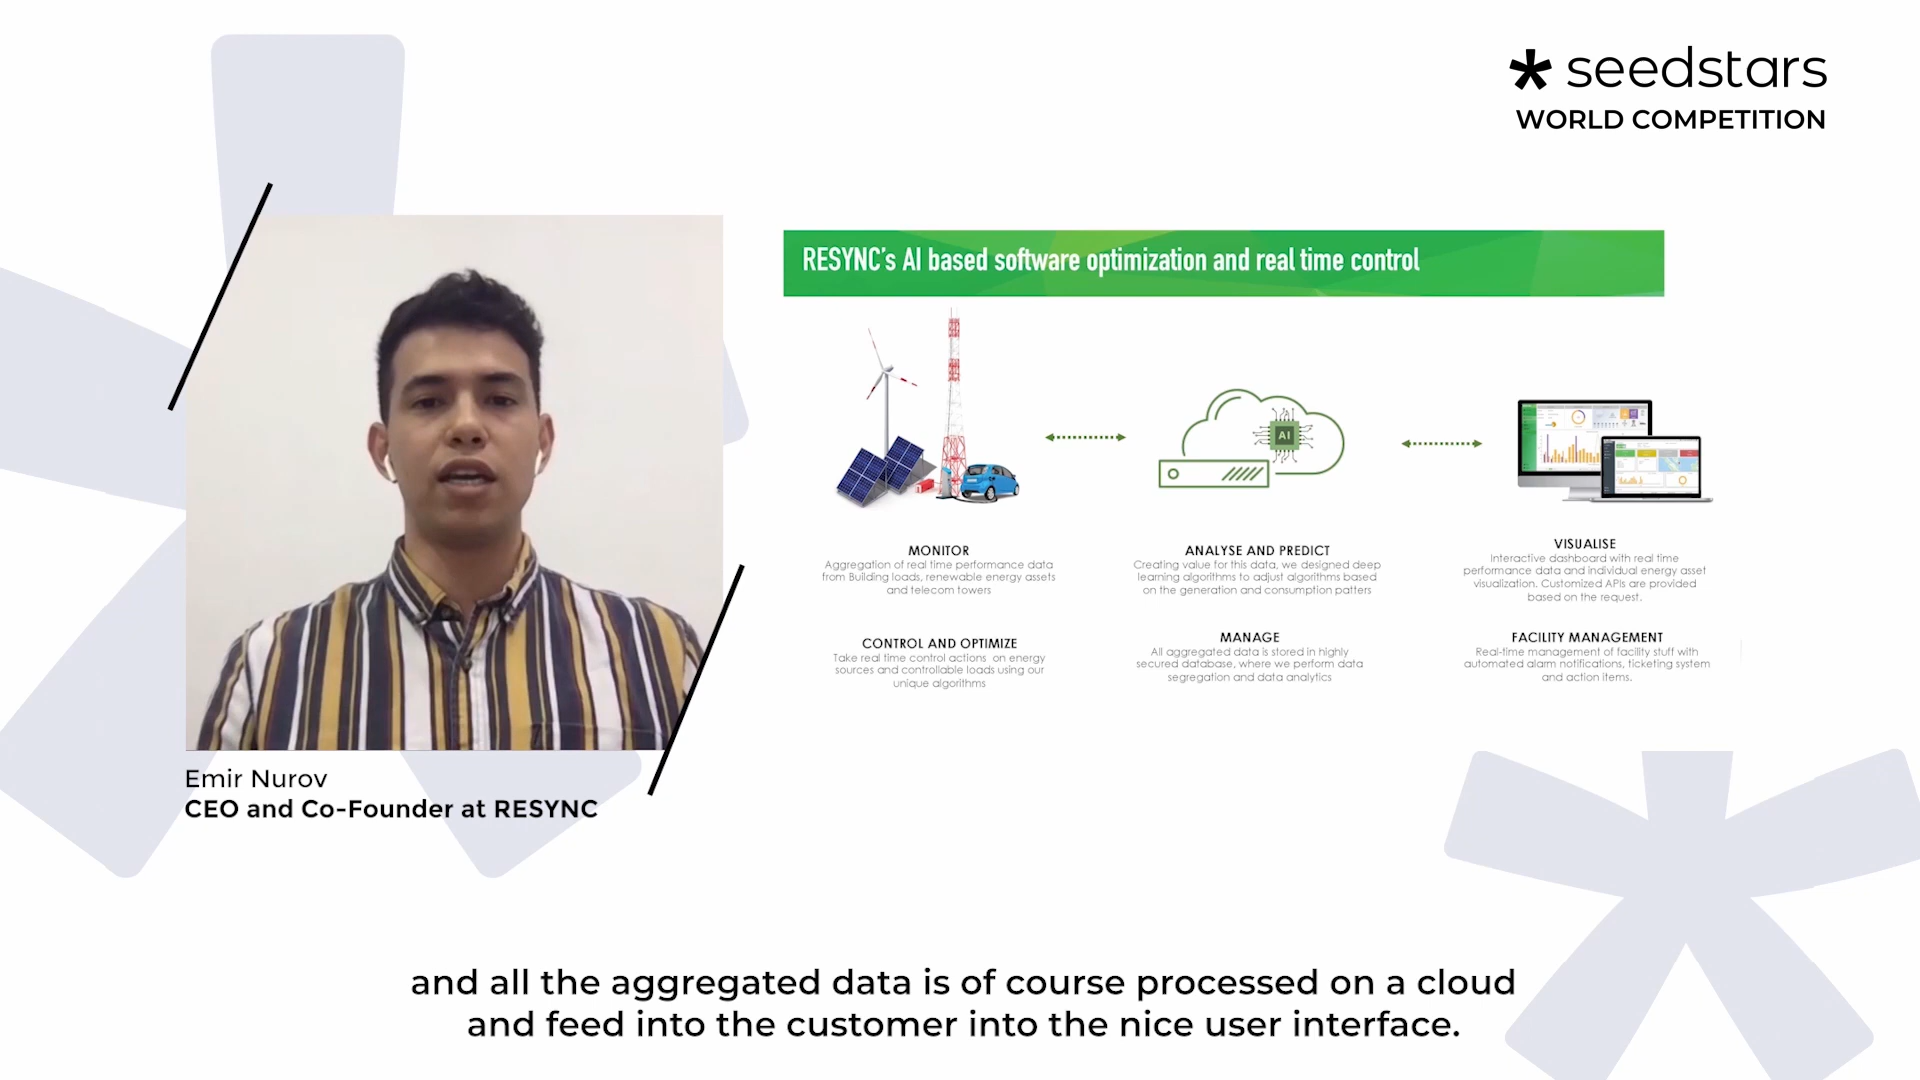 seedstars
WORLD COMPETITION
RESYNC's AI based software optimization and real time control
AI
MONITOR
Aggregation of real time performance data
from Building loads, renewable energy assets
and telecom towers
ANALYSE AND PREDICT
Creating value for this data, we designed deep
learning algorithms to adjust algorithms based
on the generation and consumption patters
VISUALISE
Interactive dashboard with real time
performance data and individual energy asset
visualization. Customized APIs are provided
based on the request.
CONTROL AND OPTIMIZE
Take real time control actions on energy
sources and controllable loads using our
unique algorithms
MANAGE
All aggregated data is stored in highly
secured database, where we perform data
segregation and data analytics
FACILITY MANAGEMENT
Real-time management of facility stuff with
automated alarm notifications, ticketing system
and action items.
Emir Nurov
CEO and Co-Founder at RESYNC
and all the aggregated data is of course processed on a cloud
and feed into the customer into the nice user interface.